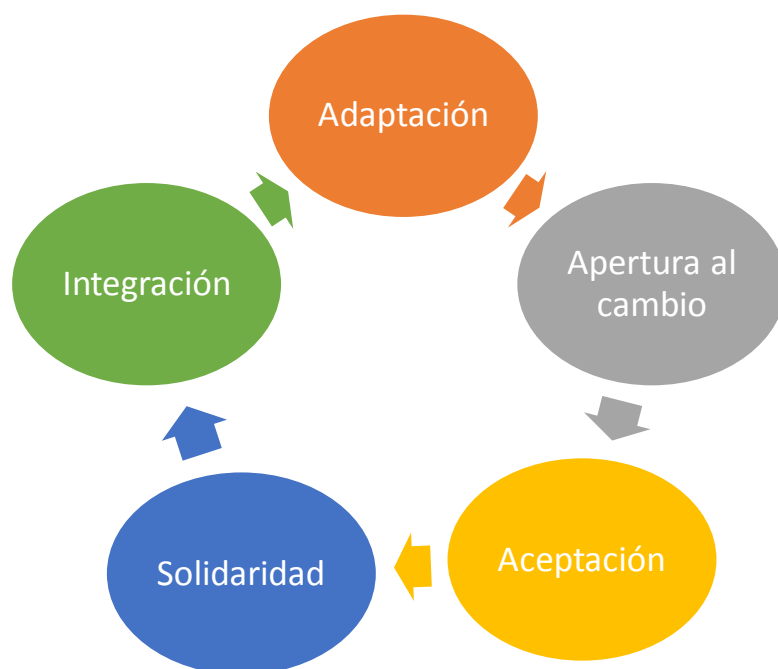 Adaptación
Apertura al
cambio
Aceptación
Solidaridad
Integración